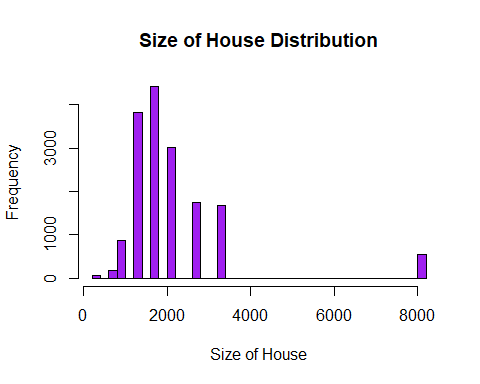 Size of House Distribution
Frequency
3000
1000
0
0 2000 4000 6000 8000
Size of House